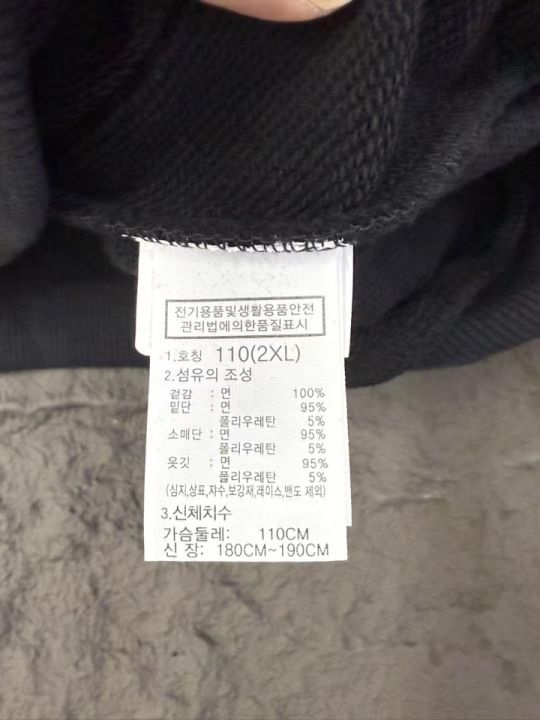 전기용품및생활용품안전
관리법에의한품질표시
1.호칭 110(2XL)
2.섬유의 조성
겉감 : 면 100%
밑단 : 면 95%
폴리우레탄 5%
소매단 : 면 95%
폴리우레탄 5%
옷깃 : 면 95%
폴리우레탄 5%
(심지,상표,자수,보강재,레이스,밴드 제외)
3.신체치수
가슴둘레: 110CM
신 장: 180CM~190CM